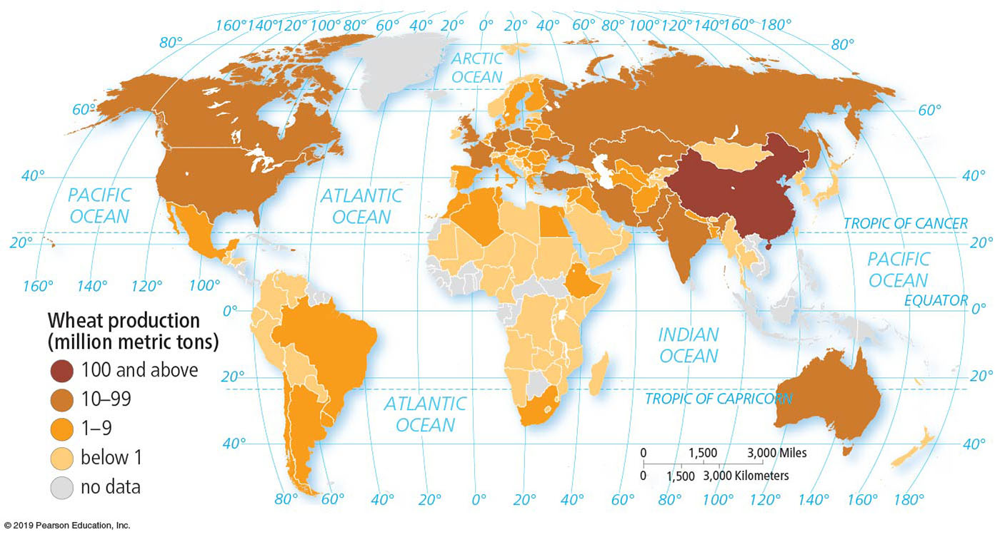 160° 140° 120° 100° 80° 60° 40° 20° 0° 20° 40° 60° 80° 100° 120° 140° 160° 180°
80° 80°
ARCTIC
OCEAN
60° 60°
40° 40°
PACIFIC
OCEAN
ATLANTIC
OCEAN
TROPIC OF CANCER
20° 20°
PACIFIC
OCEAN
160° 140° 120° 100°
EQUATOR
0° 0°
Wheat production
(million metric tons)
100 and above
10–99
1–9
below 1
no data
INDIAN
OCEAN
20° 20°
TROPIC OF CAPRICORN
ATLANTIC
OCEAN
40° 40°
0 1,500 3,000 Miles
0 1,500 3,000 Kilometers
80° 60° 40° 20° 0° 20° 40° 60° 80° 100° 120° 140° 180°
© 2019 Pearson Education, Inc.